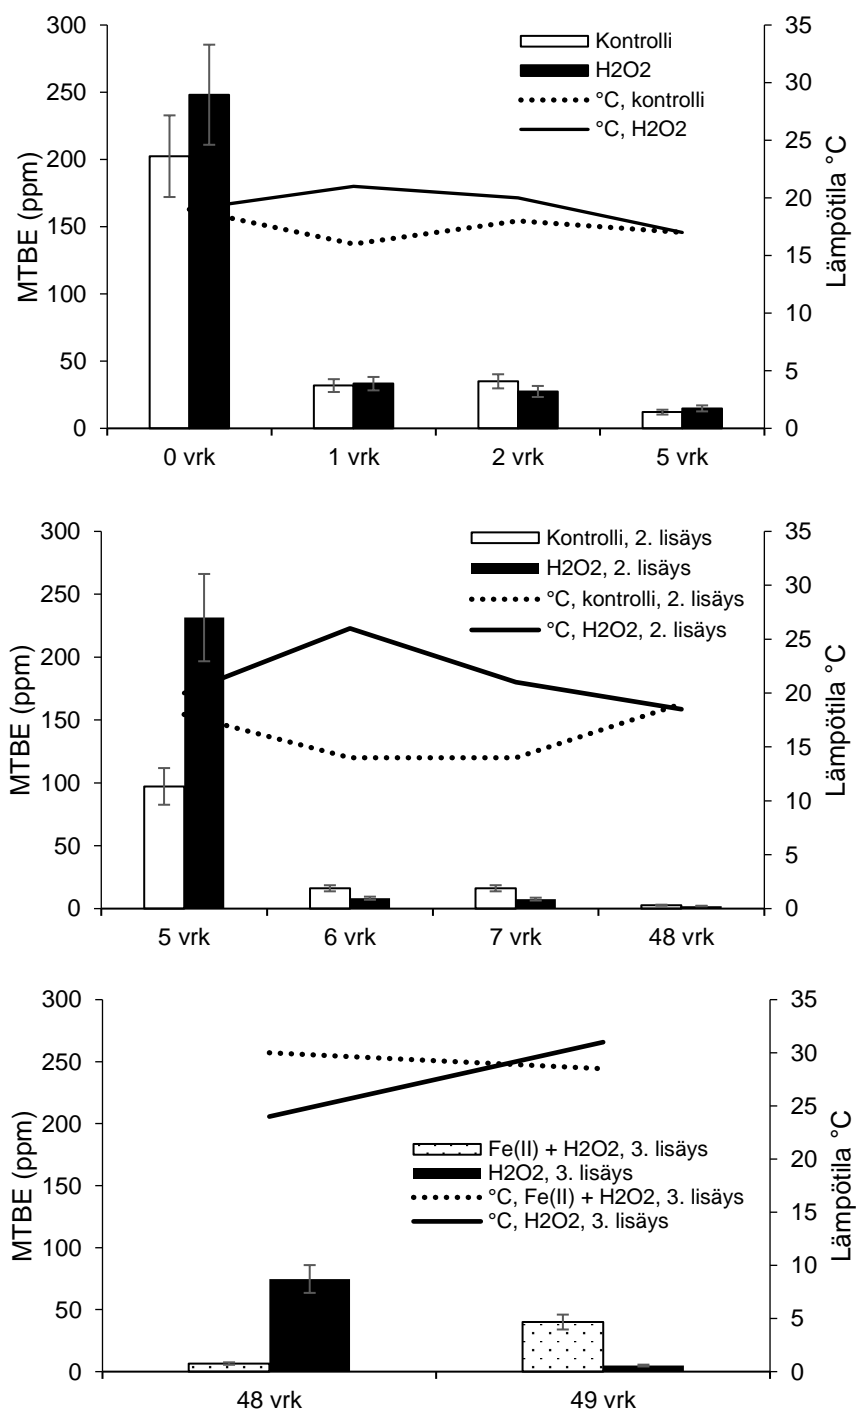 300
250
200
150
100
50
0
MTBE (ppm)
35
30
25
20
15
10
5
0
Lämpötila °C
Kontrolli
H2O2
°C, kontrolli
°C, H2O2
0 vrk 1 vrk 2 vrk 5 vrk
300
250
200
150
100
50
0
MTBE (ppm)
35
30
25
20
15
10
5
0
Lämpötila °C
Kontrolli, 2. lisäys
H2O2, 2. lisäys
°C, kontrolli, 2. lisäys
°C, H2O2, 2. lisäys
5 vrk 6 vrk 7 vrk 48 vrk
300
250
200
150
100
50
0
MTBE (ppm)
35
30
25
20
15
10
5
0
Lämpötila °C
Fe(II) + H2O2, 3. lisäys
H2O2, 3. lisäys
°C, Fe(II) + H2O2, 3. lisäys
°C, H2O2, 3. lisäys
48 vrk 49 vrk